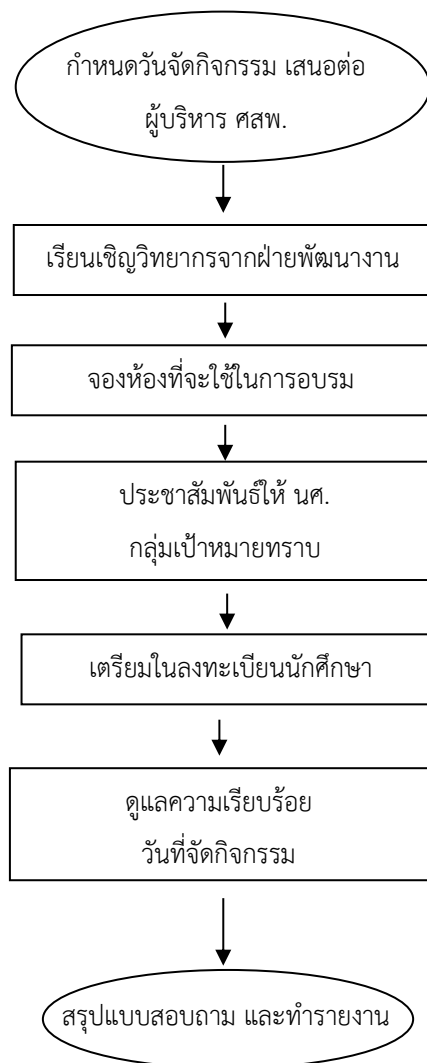 กำหนดวันจัดกิจกรรม เสนอต่อ
ผู้บริหาร ศสพ.
เรียนเชิญวิทยากรจากฝ่ายพัฒนางาน
จองห้องที่จะใช้ในการอบรม
ประชาสัมพันธ์ให้ นศ.
กลุ่มเป้าหมายทราบ
เตรียมในลงทะเบียนนักศึกษา
ดูแลความเรียบร้อย
วันที่จัดกิจกรรม
สรุปแบบสอบถาม และทำรายงาน